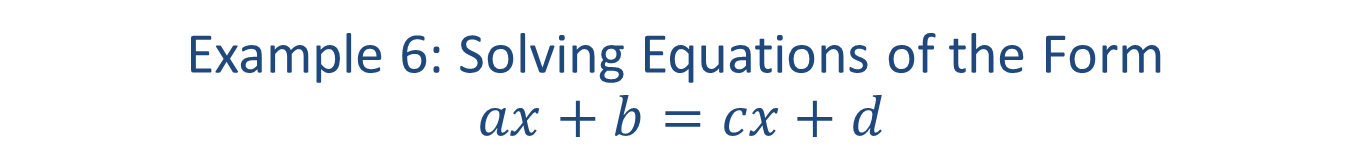 Example 6: Solving Equations of the Form
𝑎𝑥 + 𝑏 = 𝑐𝑥 + 𝑑